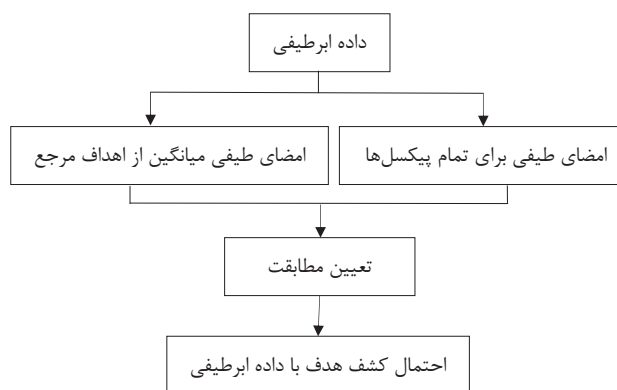 داده ابرطیفی
امضای طیفی برای تمام پیکسل‌ها
امضای طیفی میانگین از اهداف مرجع
تعیین مطابقت
احتمال کشف هدف با داده ابرطیفی